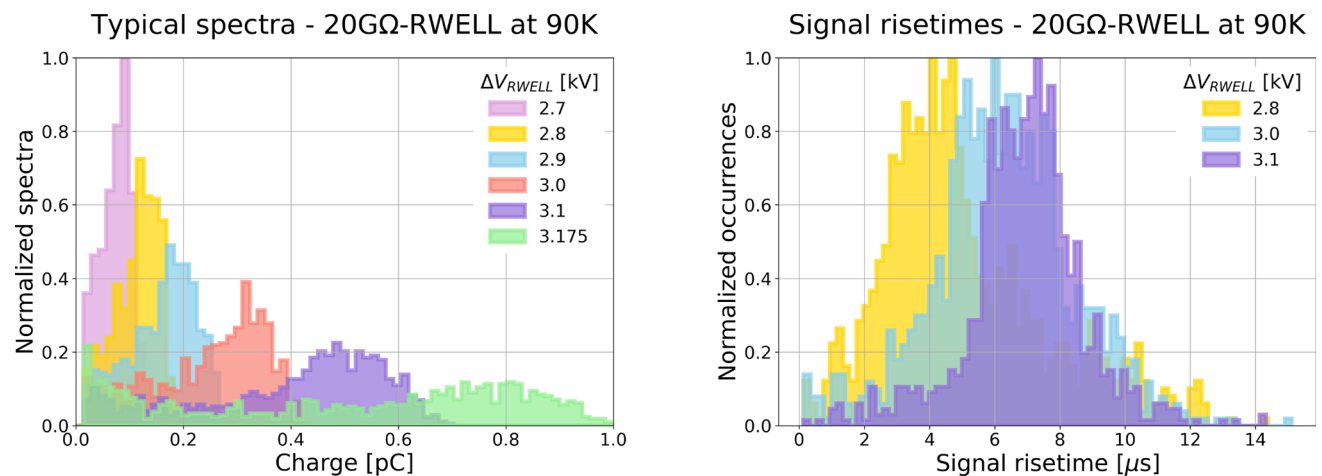 Typical spectra - 20GΩ-RWELL at 90K
Normalized spectra
1.0
0.8
0.6
0.4
0.2
0.0
ΔV_RWELL [kV]
2.7
2.8
2.9
3.0
3.1
3.175
0.0 0.2 0.4 0.6 0.8 1.0
Charge [pC]
Signal risetimes - 20GΩ-RWELL at 90K
Normalized occurrences
1.0
0.8
0.6
0.4
0.2
0.0
ΔV_RWELL [kV]
2.8
3.0
3.1
0 2 4 6 8 10 12 14
Signal risetime [μs]